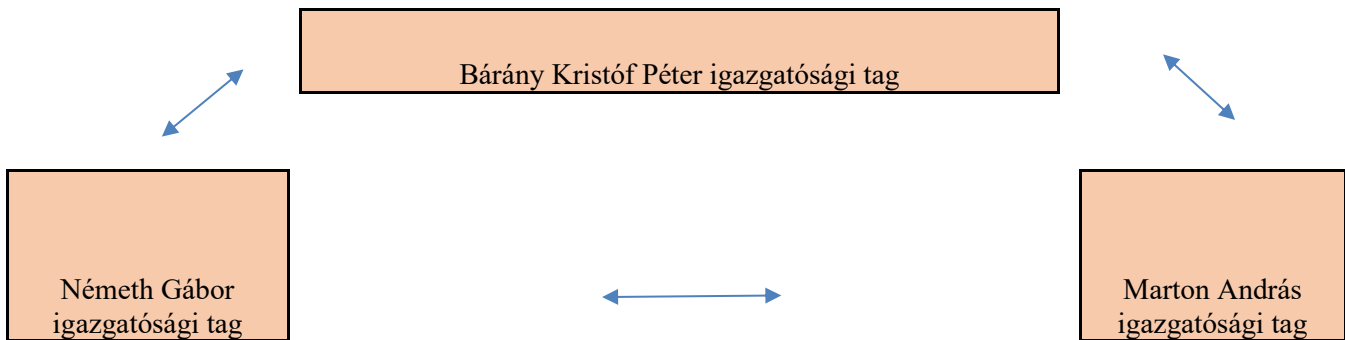 Bárány Kristóf Péter igazgatósági tag
Németh Gábor
igazgatósági tag
Marton András
igazgatósági tag